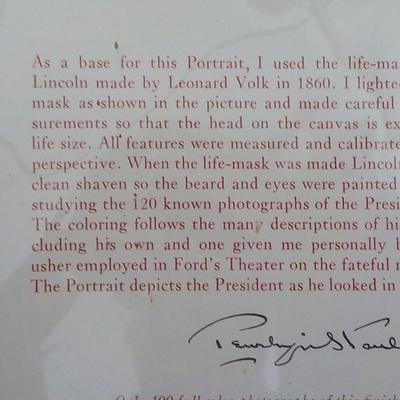 As a base for this Portrait, I used the life-ma
Lincoln made by Leonard Volk in 1860. I lighte
mask as shown in the picture and made careful
surements so that the head on the canvas is ex
life size. All features were measured and calibrate
perspective. When the life-mask was made Lincol
clean shaven so the beard and eyes were painted
studying the 120 known photographs of the Presi
The coloring follows the many descriptions of hi
cluding his own and one given me personally b
usher employed in Ford's Theater on the fateful n
The Portrait depicts the President as he looked in